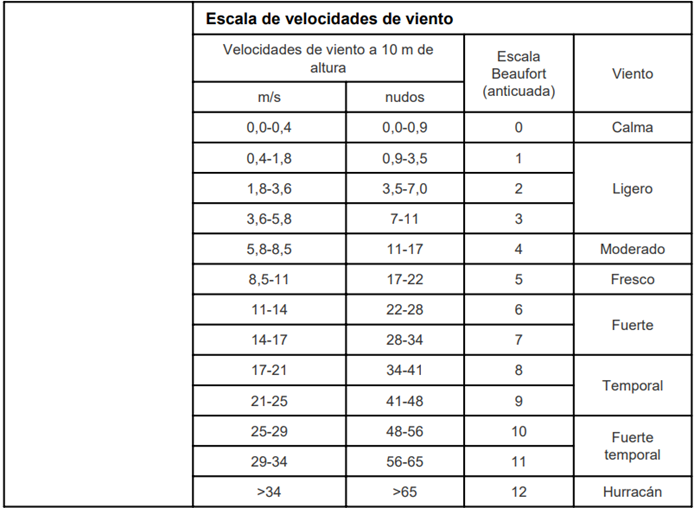 Escala de velocidades de viento
Velocidades de viento a 10 m de
altura
Escala
Beaufort
(anticuada)
Viento
m/s nudos
0,0-0,4 0,0-0,9 0 Calma
0,4-1,8 0,9-3,5 1
1,8-3,6 3,5-7,0 2 Ligero
3,6-5,8 7-11 3
5,8-8,5 11-17 4 Moderado
8,5-11 17-22 5 Fresco
11-14 22-28 6
Fuerte
14-17 28-34 7
17-21 34-41 8
Temporal
21-25 41-48 9
25-29 48-56 10
Fuerte
temporal
29-34 56-65 11
>34 >65 12 Hurracán